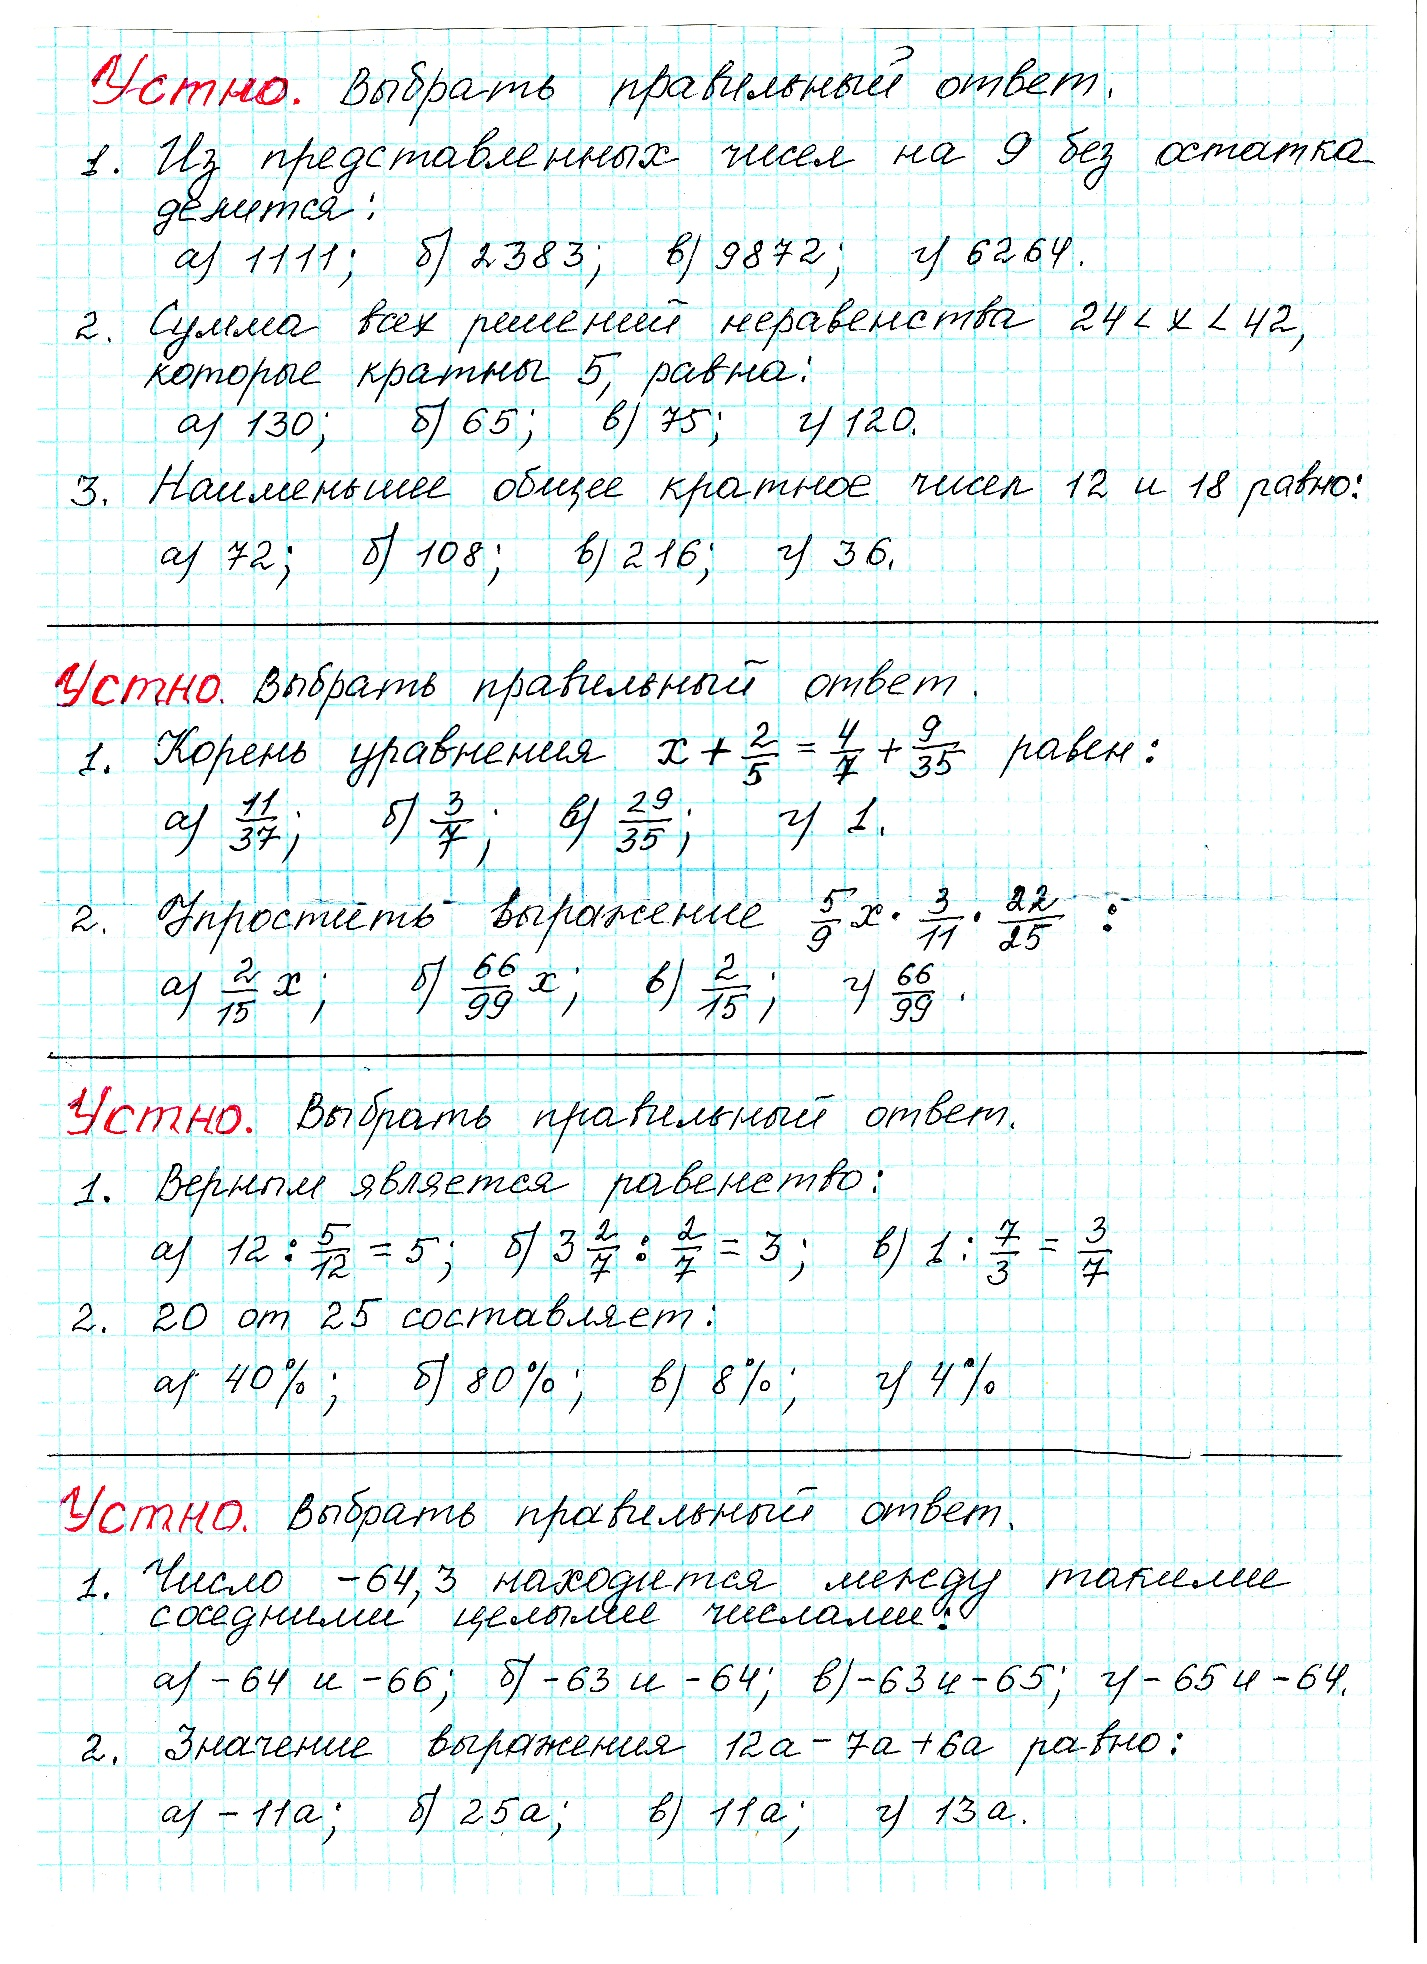 Устно. Выбрать правильный ответ.
1. Из представленных чисел на 9 без остатка
делится:
а) 1111; б) 2383; в) 9872; г) 6264.
2. Сумма всех решений неравенства 24 < x < 42,
которые кратны 5, равна:
а) 130; б) 65; в) 75; г) 120.
3. Наименьшее общее кратное чисел 12 и 18 равно:
а) 72; б) 108; в) 216; г) 36.
Устно. Выбрать правильный ответ.
1. Корень уравнения x + 2/5 = 4/7 + 9/35 равен:
а) 11/37; б) 3/7; в) 29/35; г) 1.
2. Упростить выражение 5/9 x · 3/11 · 22/25 :
а) 2/15 x; б) 66/99 x; в) 2/15; г) 66/99.
Устно. Выбрать правильный ответ.
1. Верным является равенство:
а) 12 : 5/12 = 5; б) 3 2/7 : 2/7 = 3; в) 1 : 7/3 = 3/7
2. 20 от 25 составляет:
а) 40%; б) 80%; в) 8%; г) 4%
Устно. Выбрать правильный ответ.
1. Число -64,3 находится между такими
соседними целыми числами:
а) -64 и -66; б) -63 и -64; в) -63 и -65; г) -65 и -64.
2. Значение выражения 12a - 7a + 6a равно:
а) -11a; б) 25a; в) 11a; г) 13a.